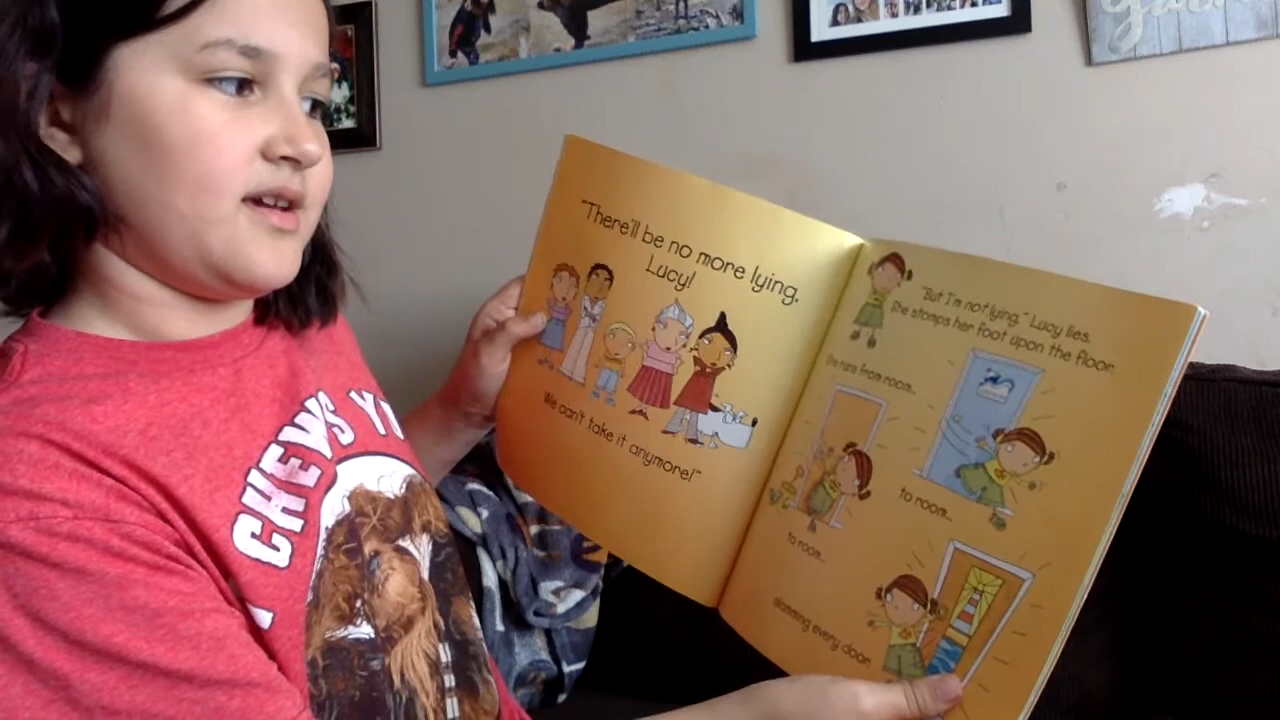 "There'll be no more lying,
Lucy!
We can't take it anymore!"
"But I'm not lying," Lucy lies.
She stomps her foot upon the floor.
She runs from room...
to room...
to room...
slamming every door.
CHEWS